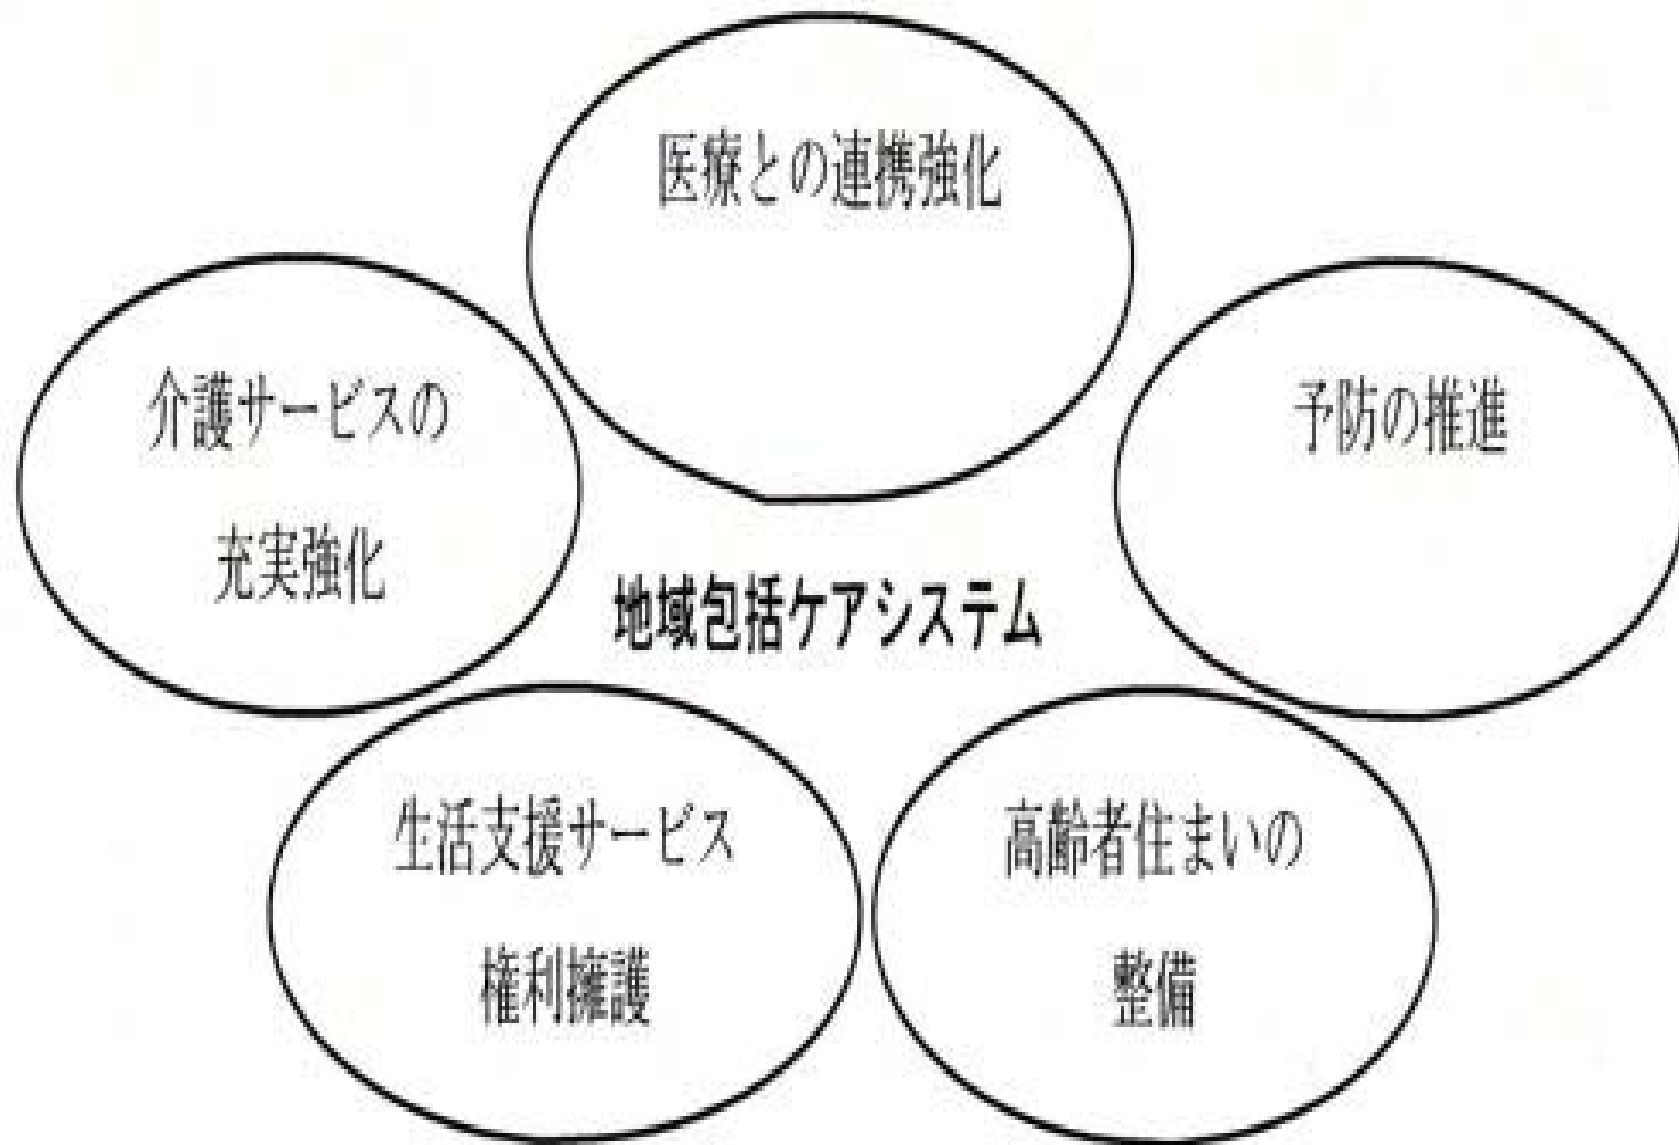 医療との連携強化
介護サービスの
充実強化
予防の推進
地域包括ケアシステム
生活支援サービス
権利擁護
高齢者住まいの
整備